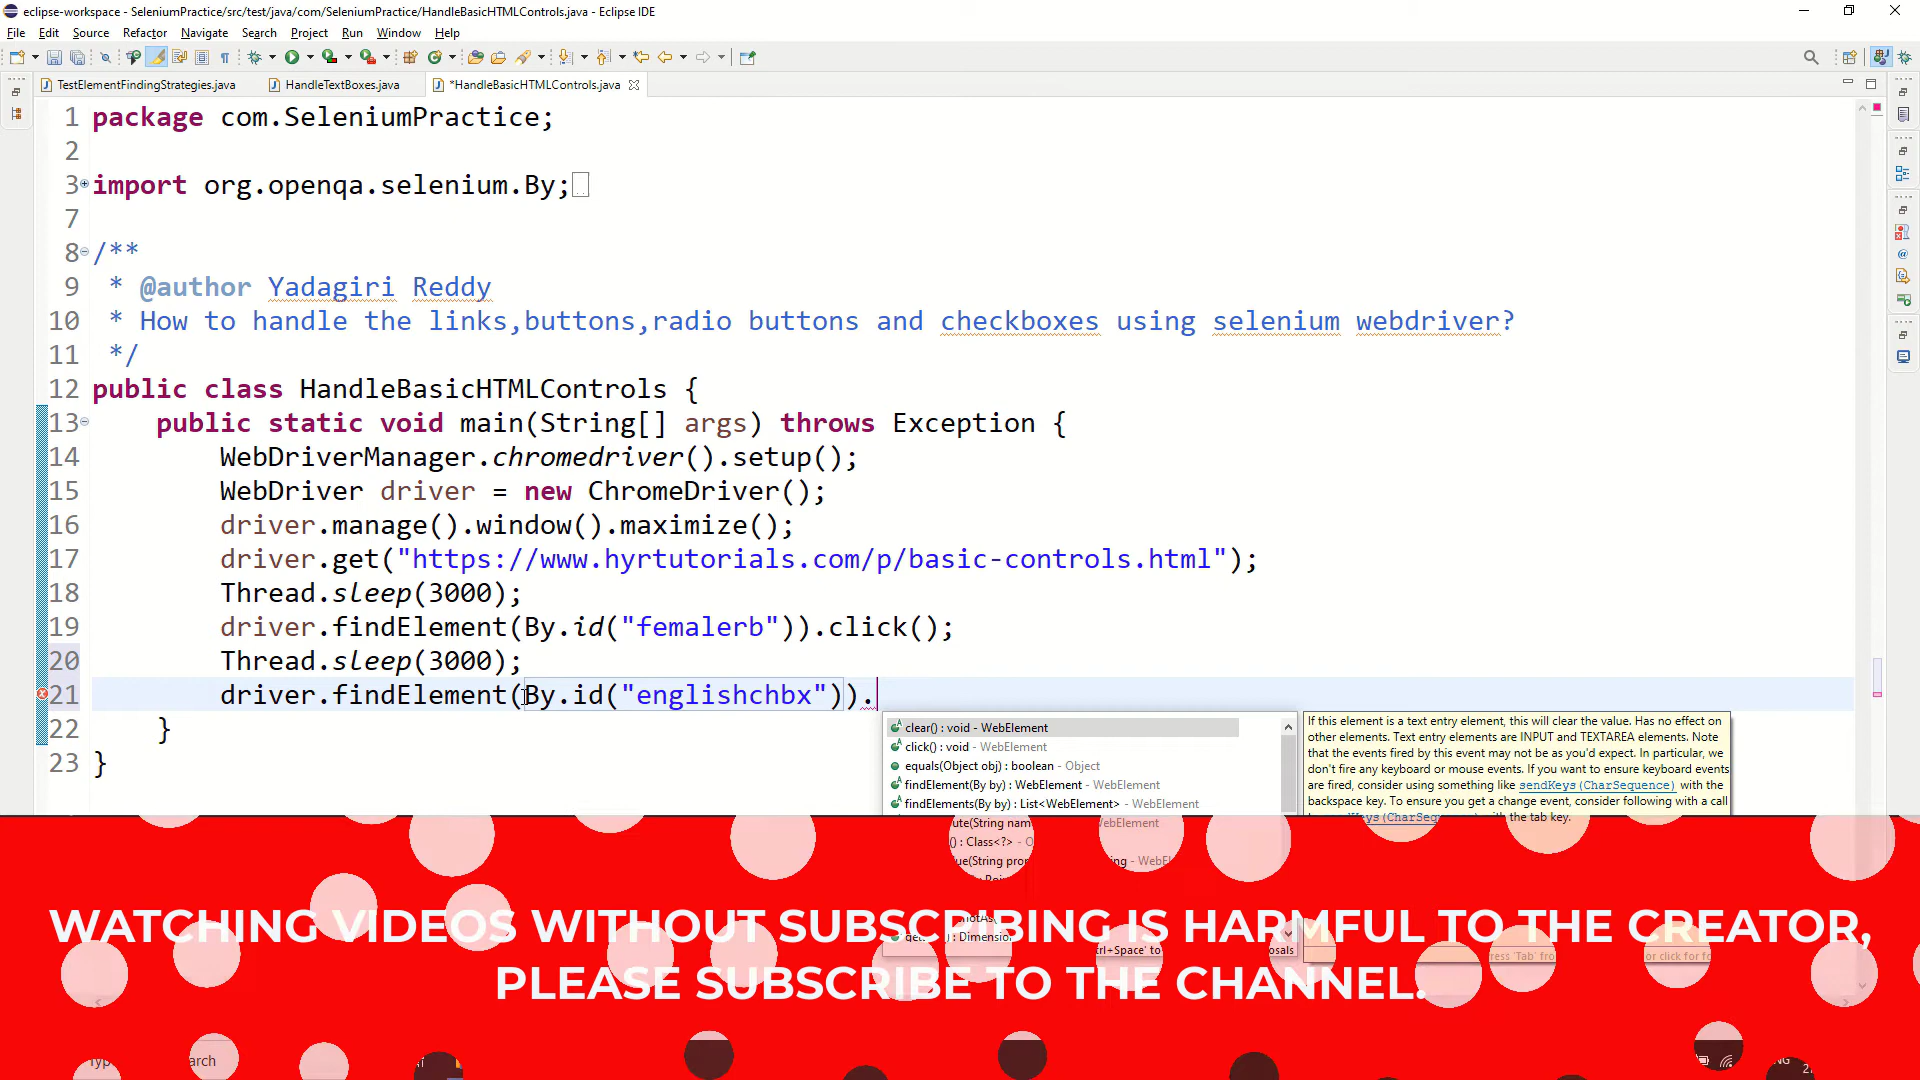 eclipse-workspace - SeleniumPractice/src/test/java/com/SeleniumPractice/HandleBasicHTMLControls.java - Eclipse IDE
File Edit Source Refactor Navigate Search Project Run Window Help
TestElementFindingStrategies.java HandleTextBoxes.java *HandleBasicHTMLControls.java
1 package com.SeleniumPractice;
2
3 import org.openqa.selenium.By;
7
8 /**
9 * @author Yadagiri Reddy
10 * How to handle the links,buttons,radio buttons and checkboxes using selenium webdriver?
11 */
12 public class HandleBasicHTMLControls {
13 public static void main(String[] args) throws Exception {
14 WebDriverManager.chromedriver().setup();
15 WebDriver driver = new ChromeDriver();
16 driver.manage().window().maximize();
17 driver.get("https://www.hyrtutorials.com/p/basic-controls.html");
18 Thread.sleep(3000);
19 driver.findElement(By.id("femalerb")).click();
20 Thread.sleep(3000);
21 driver.findElement(By.id("englishchbx")).
22 }
23 }
clear() : void - WebElement
click() : void - WebElement
equals(Object obj) : boolean - Object
findElement(By by) : WebElement - WebElement
findElements(By by) : List<WebElement> - WebElement
If this element is a text entry element, this will clear the value. Has no effect on
other elements. Text entry elements are INPUT and TEXTAREA elements. Note
that the events fired by this event may not be as you'd expect. In particular, we
don't fire any keyboard or mouse events. If you want to ensure keyboard events
are fired, consider using something like sendKeys(CharSequence) with the
backspace key. To ensure you get a change event, consider following with a call
with the tab key.
WATCHING VIDEOS WITHOUT SUBSCRIBING IS HARMFUL TO THE CREATOR,
PLEASE SUBSCRIBE TO THE CHANNEL.